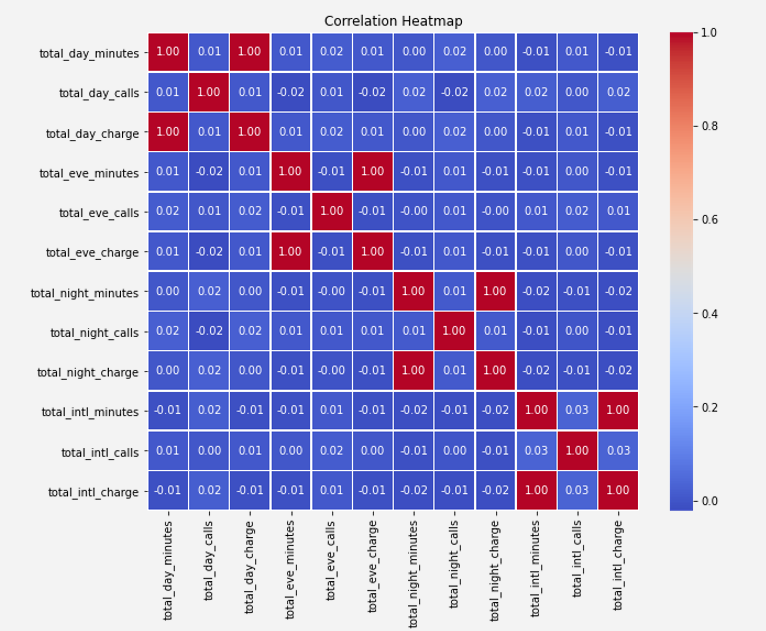 Correlation Heatmap
total_day_minutes 1.00 0.01 1.00 0.01 0.02 0.01 0.00 0.02 0.00 -0.01 0.01 -0.01
total_day_calls 0.01 1.00 0.01 -0.02 0.01 -0.02 0.02 -0.02 0.02 0.02 0.00 0.02
total_day_charge 1.00 0.01 1.00 0.01 0.02 0.01 0.00 0.02 0.00 -0.01 0.01 -0.01
total_eve_minutes 0.01 -0.02 0.01 1.00 -0.01 1.00 -0.01 0.01 -0.01 -0.01 0.00 -0.01
total_eve_calls 0.02 0.01 0.02 -0.01 1.00 -0.01 -0.00 0.01 -0.00 0.01 0.02 0.01
total_eve_charge 0.01 -0.02 0.01 1.00 -0.01 1.00 -0.01 0.01 -0.01 -0.01 0.00 -0.01
total_night_minutes 0.00 0.02 0.00 -0.01 -0.00 -0.01 1.00 0.01 1.00 -0.02 -0.01 -0.02
total_night_calls 0.02 -0.02 0.02 0.01 0.01 0.01 0.01 1.00 0.01 -0.01 0.00 -0.01
total_night_charge 0.00 0.02 0.00 -0.01 -0.00 -0.01 1.00 0.01 1.00 -0.02 -0.01 -0.02
total_intl_minutes -0.01 0.02 -0.01 -0.01 0.01 -0.01 -0.02 -0.01 -0.02 1.00 0.03 1.00
total_intl_calls 0.01 0.00 0.01 0.00 0.02 0.00 -0.01 0.00 -0.01 0.03 1.00 0.03
total_intl_charge -0.01 0.02 -0.01 -0.01 0.01 -0.01 -0.02 -0.01 -0.02 1.00 0.03 1.00
total_day_minutes
total_day_calls
total_day_charge
total_eve_minutes
total_eve_calls
total_eve_charge
total_night_minutes
total_night_calls
total_night_charge
total_intl_minutes
total_intl_calls
total_intl_charge
1.0
0.8
0.6
0.4
0.2
0.0